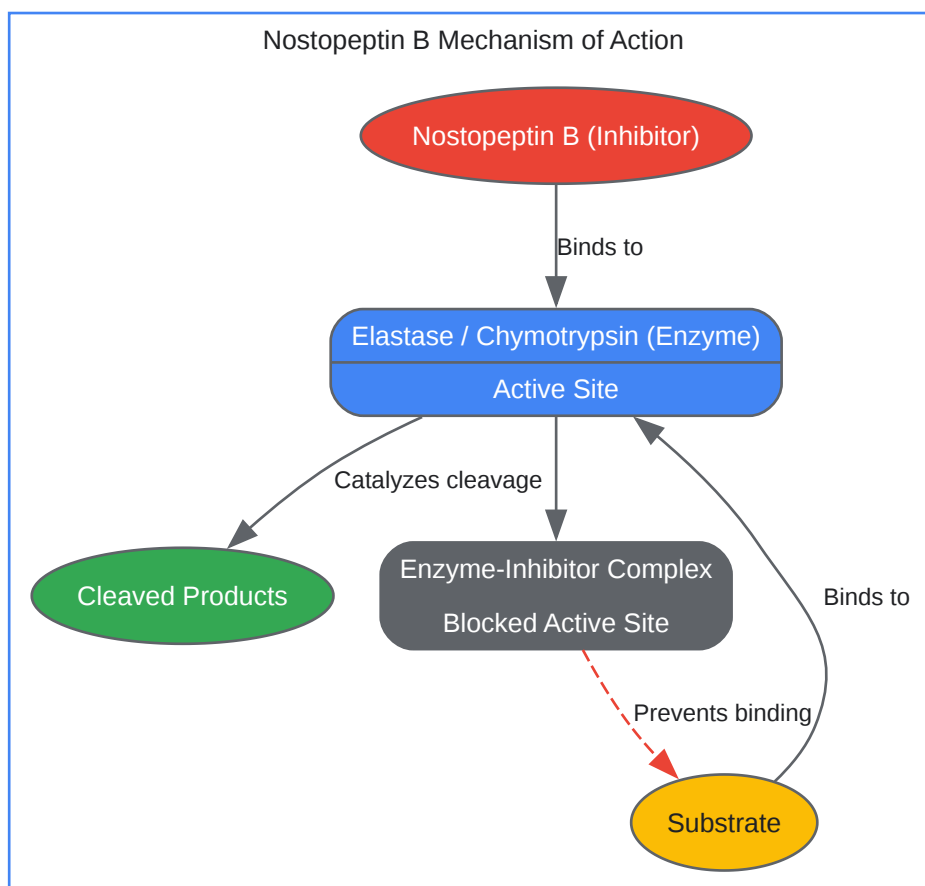 Nostopeptin B Mechanism of Action
Nostopeptin B (Inhibitor)
Binds to
Elastase / Chymotrypsin (Enzyme)
Active Site
Catalyzes cleavage
Cleaved Products
Enzyme-Inhibitor Complex
Blocked Active Site
Binds to
Prevents binding
Substrate